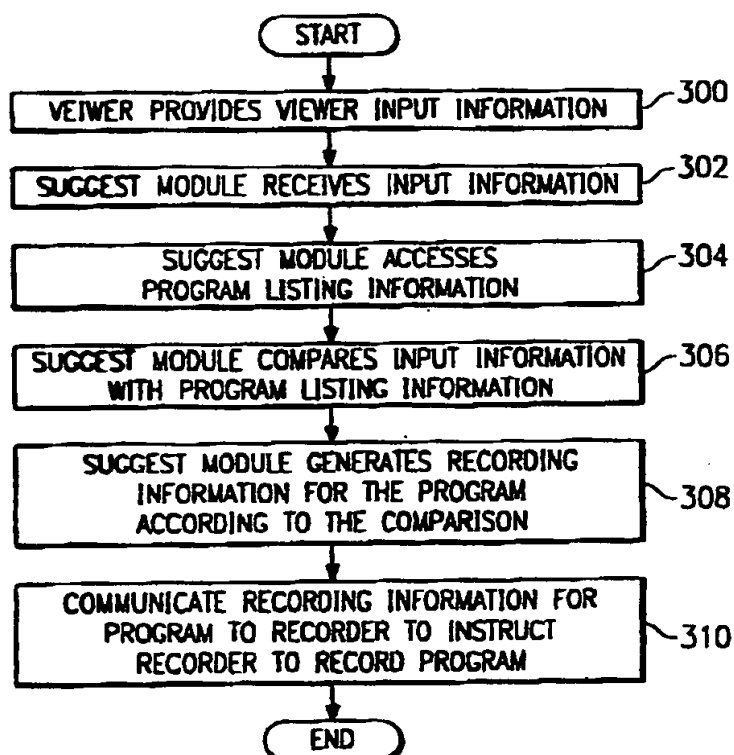 START
VEIWER PROVIDES VIEWER INPUT INFORMATION
300
SUGGEST MODULE RECEIVES INPUT INFORMATION
302
SUGGEST MODULE ACCESSES
PROGRAM LISTING INFORMATION
304
SUGGEST MODULE COMPARES INPUT INFORMATION
WITH PROGRAM LISTING INFORMATION
306
SUGGEST MODULE GENERATES RECORDING
INFORMATION FOR THE PROGRAM
ACCORDING TO THE COMPARISON
308
COMMUNICATE RECORDING INFORMATION FOR
PROGRAM TO RECORDER TO INSTRUCT
RECORDER TO RECORD PROGRAM
310
END